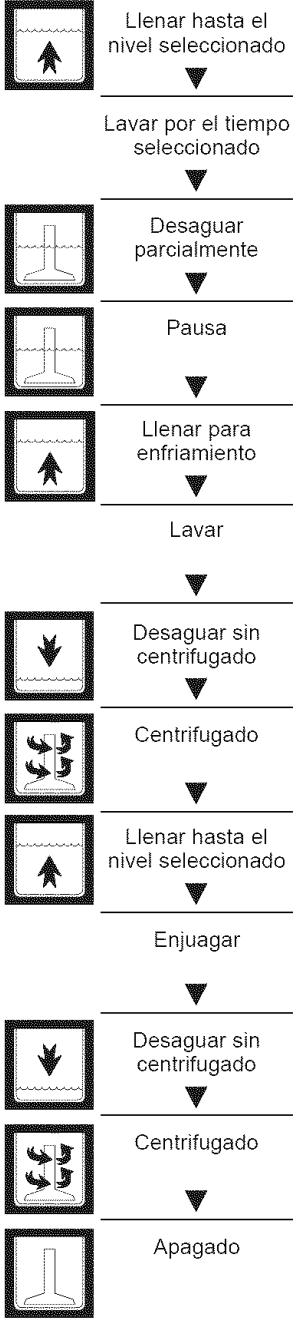 Llenar hasta el
nivel seleccionado
Lavar por el tiempo
seleccionado
Desaguar
parcialmente
Pausa
Llenar para
enfriamiento
Lavar
Desaguar sin
centrifugado
Centrifugado
Llenar hasta el
nivel seleccionado
Enjuagar
Desaguar sin
centrifugado
Centrifugado
Apagado